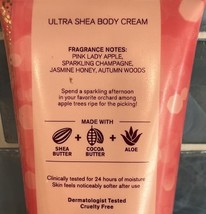 ULTRA SHEA BODY CREAM
FRAGRANCE NOTES:
PINK LADY APPLE,
SPARKLING CHAMPAGNE,
JASMINE HONEY, AUTUMN WOODS
Spend a sparkling afternoon
in your favorite orchard among
apple trees ripe for the picking!
MADE WITH
SHEA BUTTER + COCOA BUTTER + ALOE
Clinically tested for 24 hours of moisture
Skin feels noticeably softer after use
Dermatologist Tested
Cruelty Free